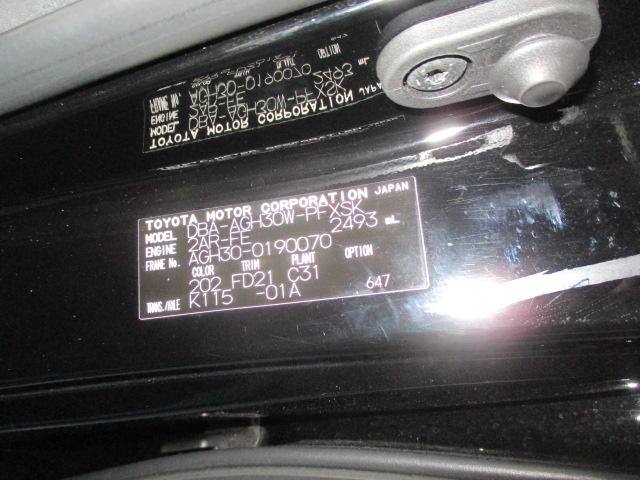 TOYOTA MOTOR CORPORATION JAPAN
MODEL DBA-AGH30W-PFXSK
ENGINE 2AR-FE 2493 mL
FRAME No. AGH30-0190070
COLOR TRIM PLANT OPTION
202 FD21 C31
TRANS./AXLE K115 -01A 647